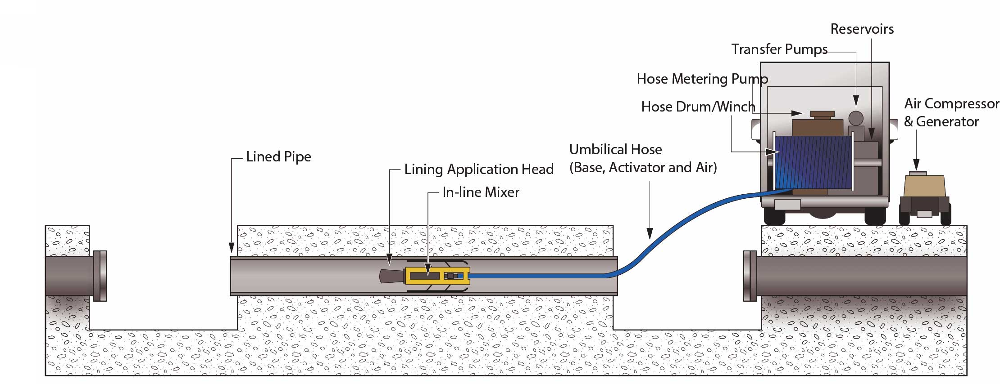 Reservoirs
Transfer Pumps
Hose Metering Pump
Hose Drum/Winch
Air Compressor
& Generator
Umbilical Hose
(Base, Activator and Air)
Lined Pipe
Lining Application Head
In-line Mixer